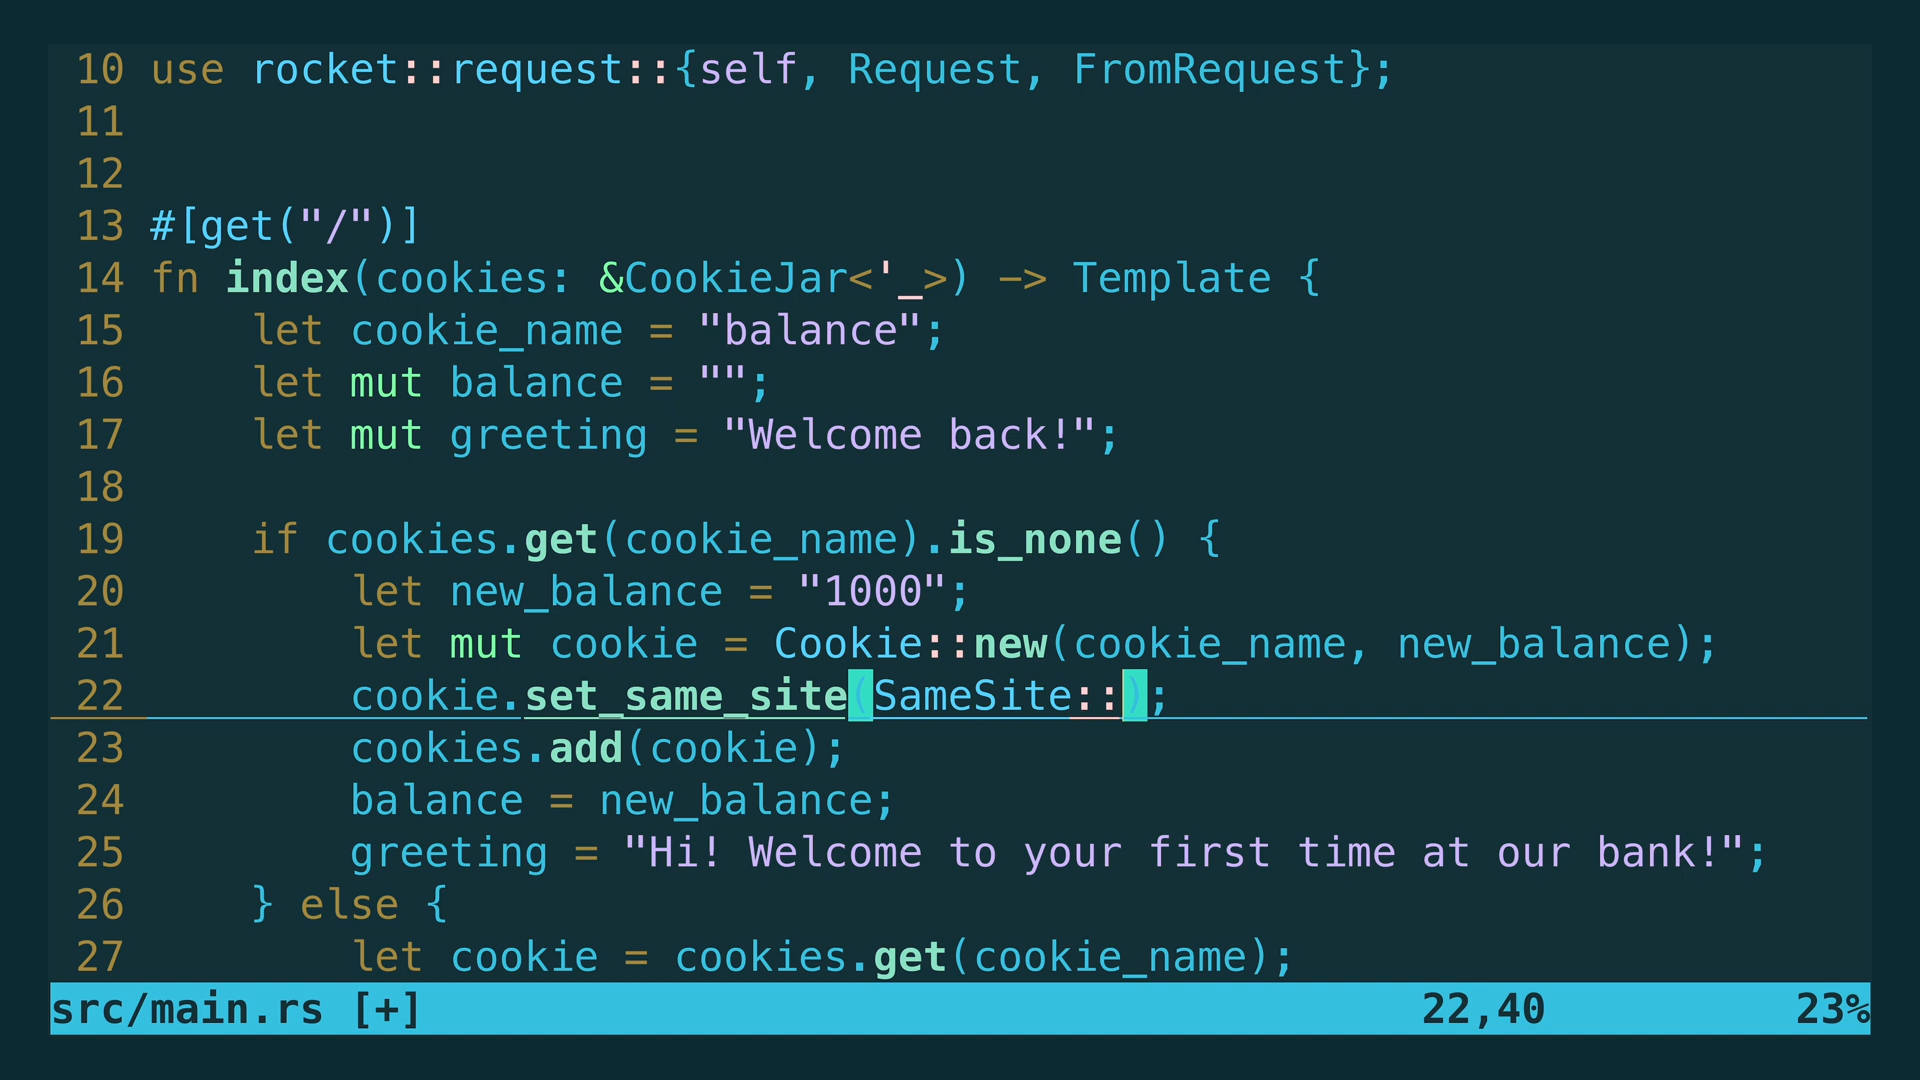 10 use rocket::request::{self, Request, FromRequest};
11
12
13 #[get("/")]
14 fn index(cookies: &CookieJar<'_>) -> Template {
15     let cookie_name = "balance";
16     let mut balance = "";
17     let mut greeting = "Welcome back!";
18
19     if cookies.get(cookie_name).is_none() {
20         let new_balance = "1000";
21         let mut cookie = Cookie::new(cookie_name, new_balance);
22         cookie.set_same_site(SameSite::);
23         cookies.add(cookie);
24         balance = new_balance;
25         greeting = "Hi! Welcome to your first time at our bank!";
26     } else {
27         let cookie = cookies.get(cookie_name);
src/main.rs [+] 22,40 23%